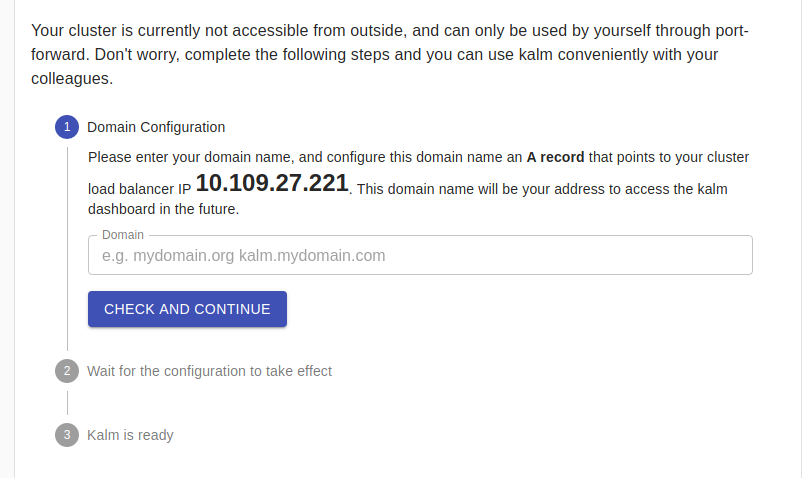 Your cluster is currently not accessible from outside, and can only be used by yourself through port-
forward. Don't worry, complete the following steps and you can use kalm conveniently with your
colleagues.
1 Domain Configuration
Please enter your domain name, and configure this domain name an A record that points to your cluster
load balancer IP 10.109.27.221. This domain name will be your address to access the kalm
dashboard in the future.
Domain
e.g. mydomain.org kalm.mydomain.com
CHECK AND CONTINUE
2 Wait for the configuration to take effect
3 Kalm is ready